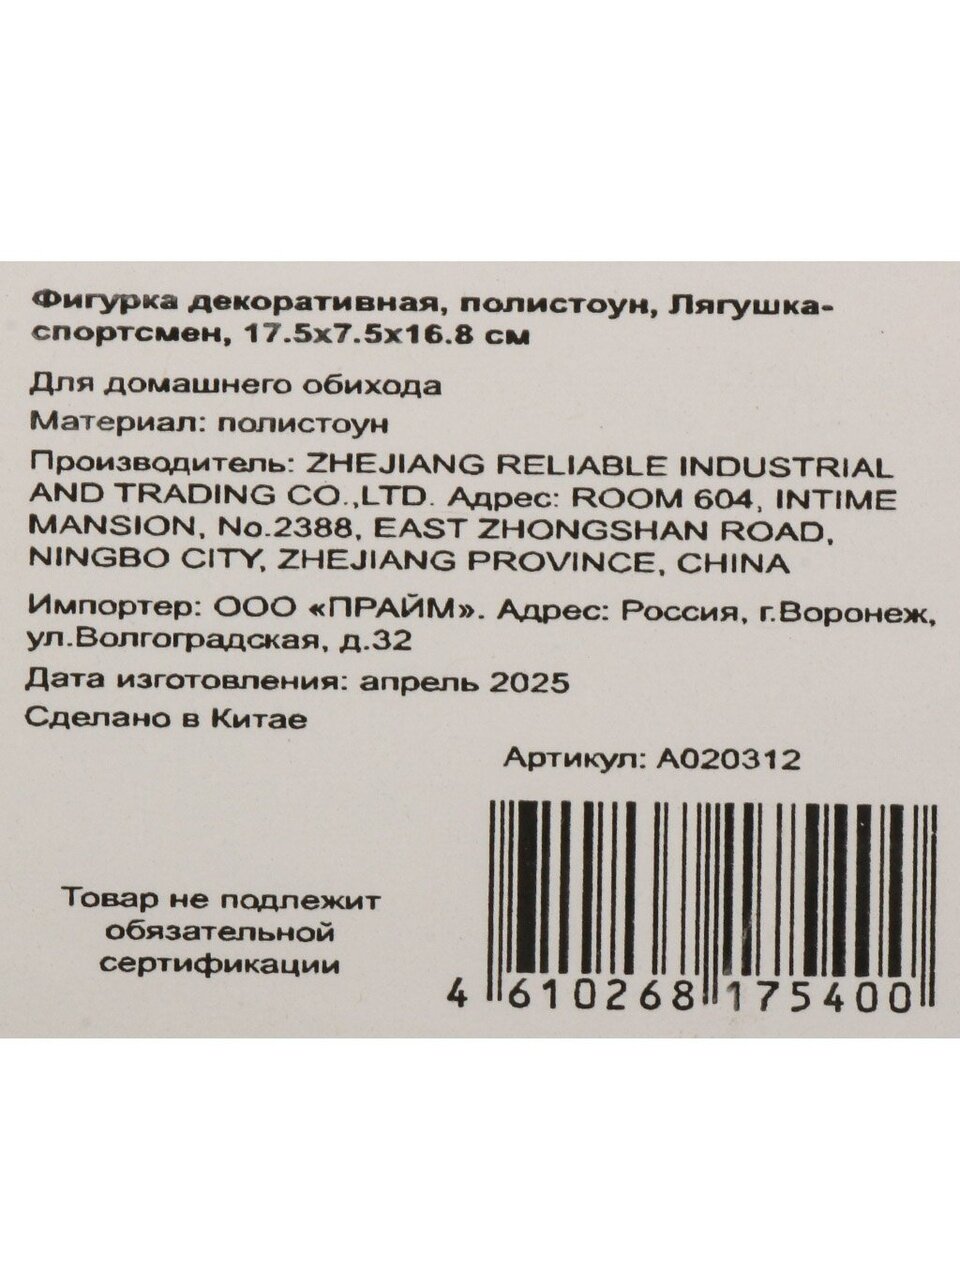 Фигурка декоративная, полистоун, Лягушка-
спортсмен, 17.5х7.5х16.8 см
Для домашнего обихода
Материал: полистоун
Производитель: ZHEJIANG RELIABLE INDUSTRIAL
AND TRADING CO.,LTD. Адрес: ROOM 604, INTIME
MANSION, No.2388, EAST ZHONGSHAN ROAD,
NINGBO CITY, ZHEJIANG PROVINCE, CHINA
Импортер: ООО «ПРАЙМ». Адрес: Россия, г.Воронеж,
ул.Волгоградская, д.32
Дата изготовления: апрель 2025
Сделано в Китае
Артикул: A020312
Товар не подлежит
обязательной
сертификации
4 610268 175400